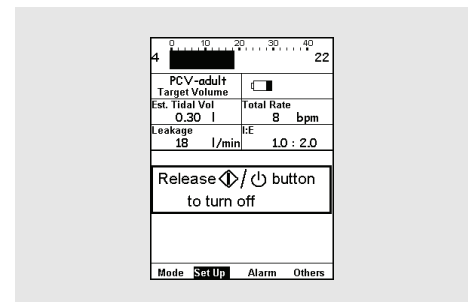 0 10 20 30 40
4 22
PCV-adult
Target Volume
Est. Tidal Vol Total Rate
0.30 l 8 bpm
Leakage I:E
18 l/min 1.0 : 2.0
Release / button
to turn off
Mode Set Up Alarm Others